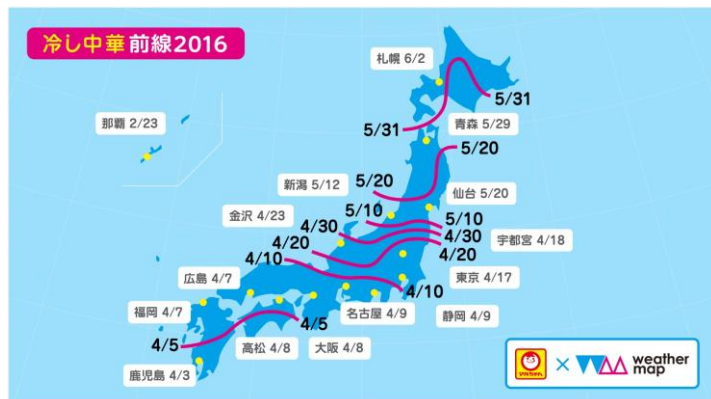 冷し中華前線2016
札幌 6/2
那覇 2/23
5/31
5/31
青森 5/29
5/20
新潟 5/12
5/20
仙台 5/20
金沢 4/23
5/10
5/10
4/30
4/30
宇都宮 4/18
4/20
4/20
4/10
東京 4/17
広島 4/7
4/10
福岡 4/7
名古屋 4/9
静岡 4/9
4/5
4/5
高松 4/8
大阪 4/8
鹿児島 4/3
マルちゃん
×
weather
map